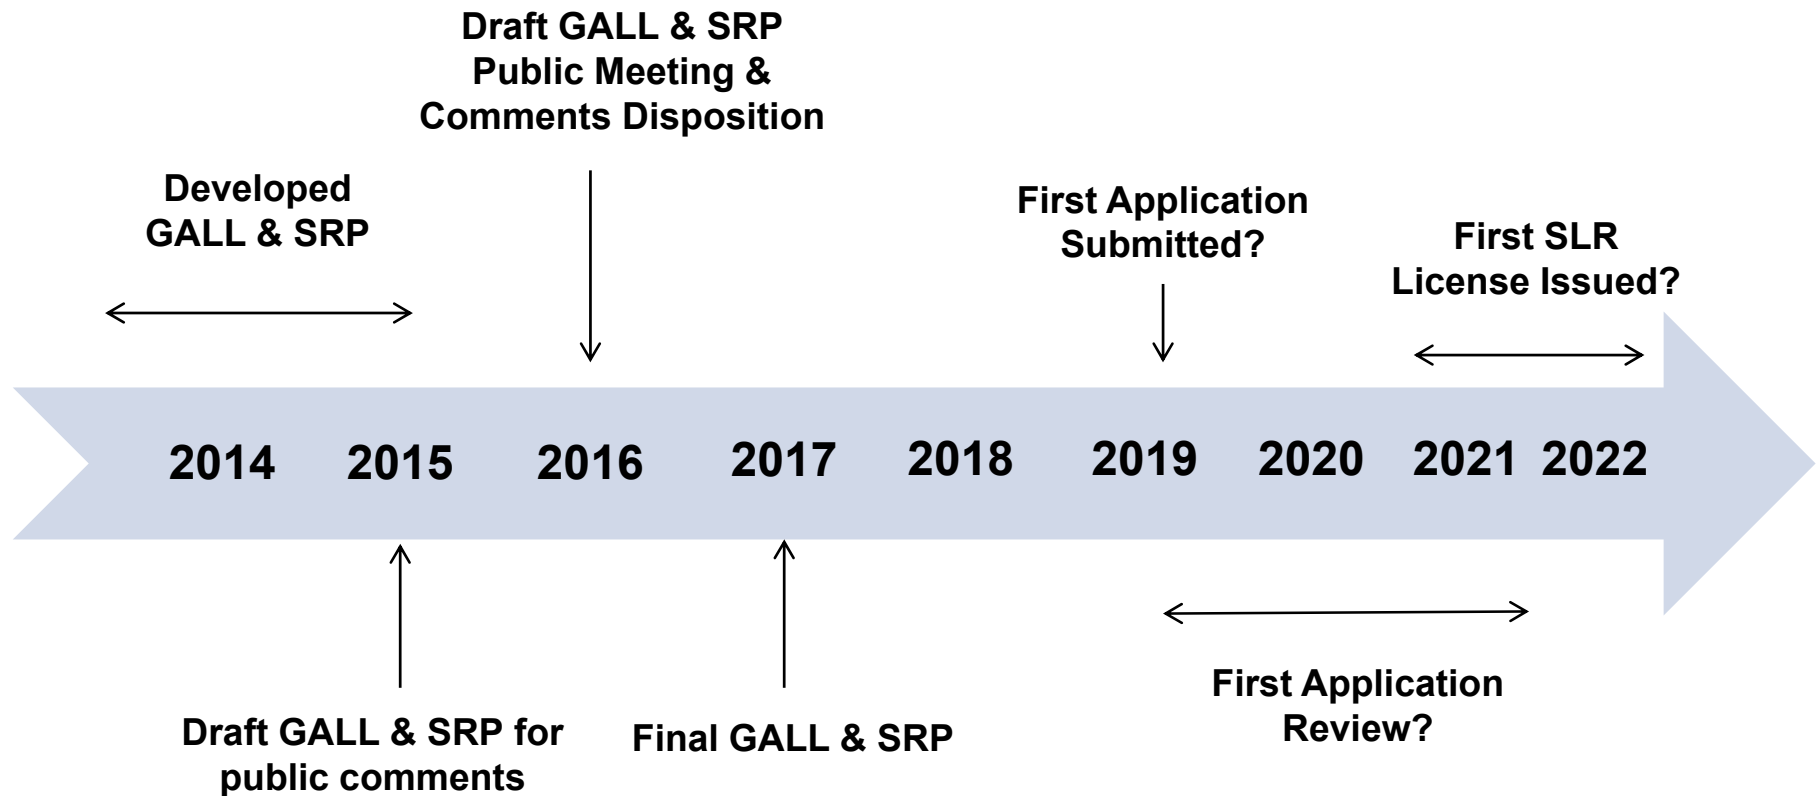 Draft GALL & SRP
Public Meeting &
Comments Disposition
Developed
GALL & SRP
First Application
Submitted?
First SLR
License Issued?
2014 2015 2016 2017 2018 2019 2020 2021 2022
Draft GALL & SRP for
public comments
Final GALL & SRP
First Application
Review?